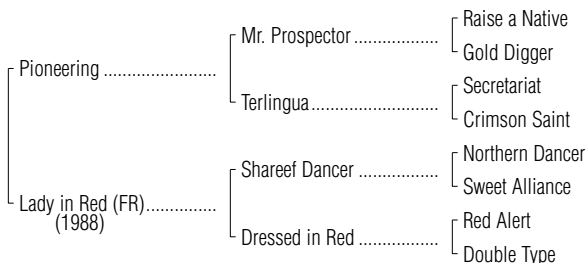 Raise a Native
Mr. Prospector ..................
Gold Digger
Pioneering ........................
Secretariat
Terlingua...........................
Crimson Saint
Northern Dancer
Shareef Dancer .................
Sweet Alliance
Lady in Red (FR)...............
(1988)
Red Alert
Dressed in Red .................
Double Type